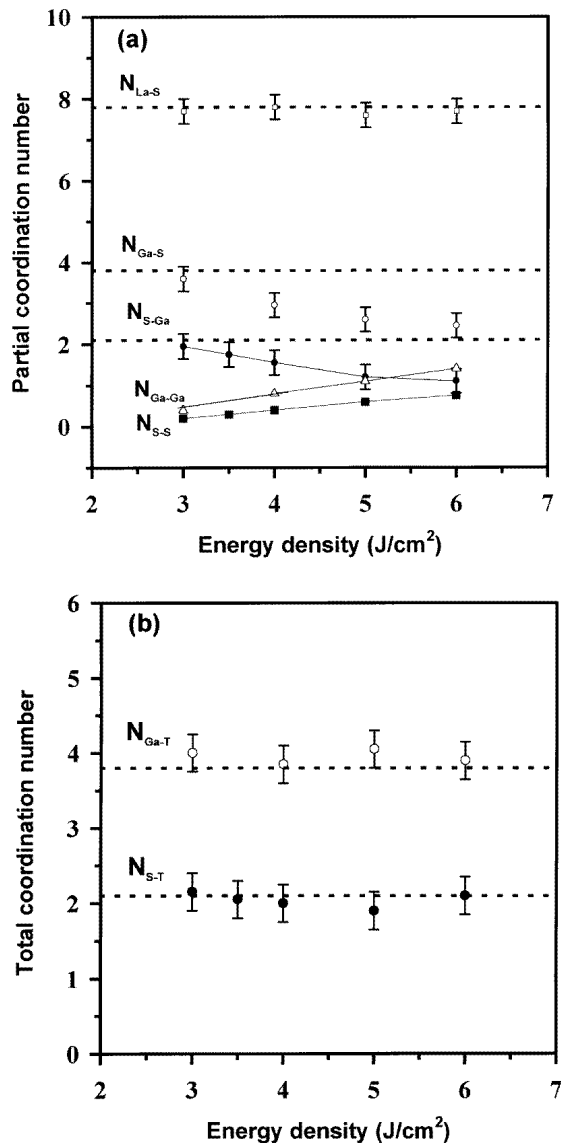 (a)
10
8
6
4
2
0
N_La-S
N_Ga-S
N_S-Ga
N_Ga-Ga
N_S-S
Partial coordination number
2 3 4 5 6 7
Energy density (J/cm²)
(b)
6
5
4
3
2
1
0
N_Ga-T
N_S-T
Total coordination number
2 3 4 5 6 7
Energy density (J/cm²)